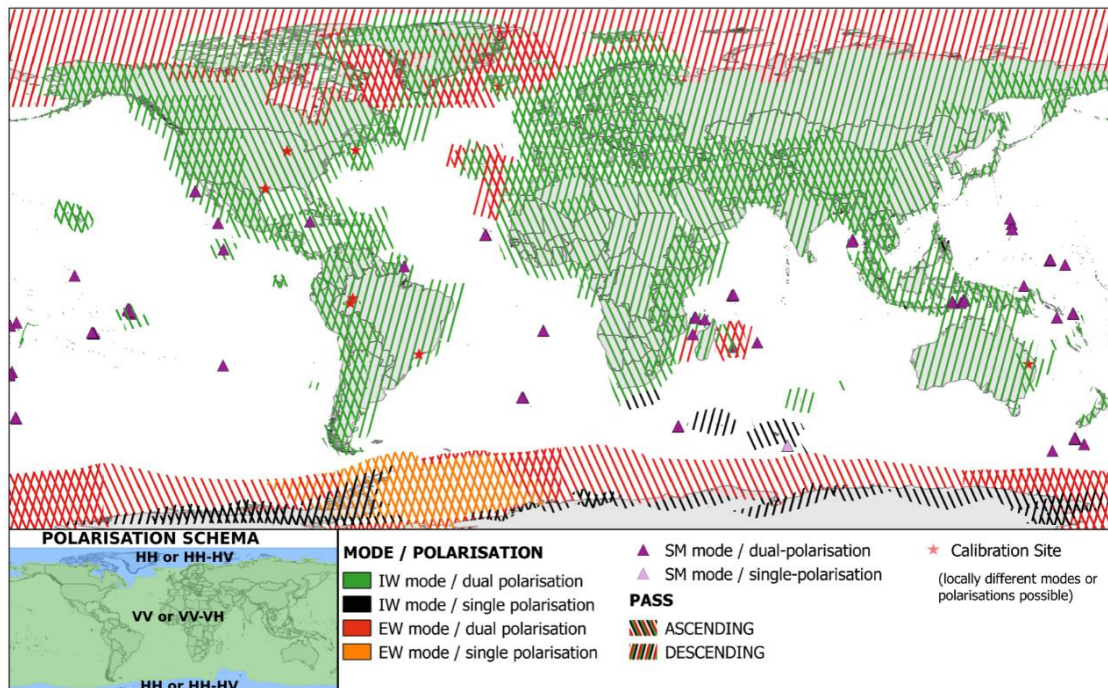 POLARISATION SCHEMA
HH or HH-HV
VV or VV-VH
HH or HH-HV
MODE / POLARISATION
IW mode / dual polarisation
IW mode / single polarisation
EW mode / dual polarisation
EW mode / single polarisation
SM mode / dual-polarisation
SM mode / single-polarisation
PASS
ASCENDING
DESCENDING
Calibration Site
(locally different modes or
polarisations possible)